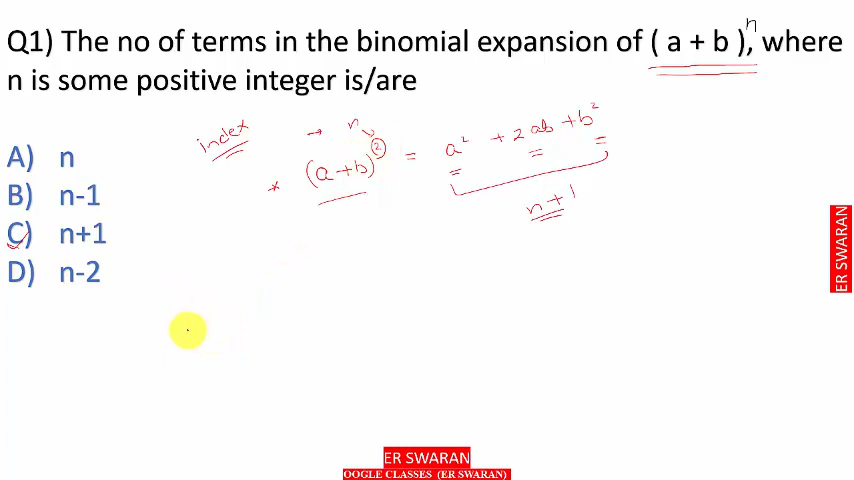 Q1) The no of terms in the binomial expansion of ( a + b )ⁿ, where
n is some positive integer is/are
index → n
* (a+b)² = a² + 2ab + b²
n+1
A) n
B) n-1
C) n+1
D) n-2
ER SWARAN
ER SWARAN
OOGLE CLASSES (ER SWARAN)